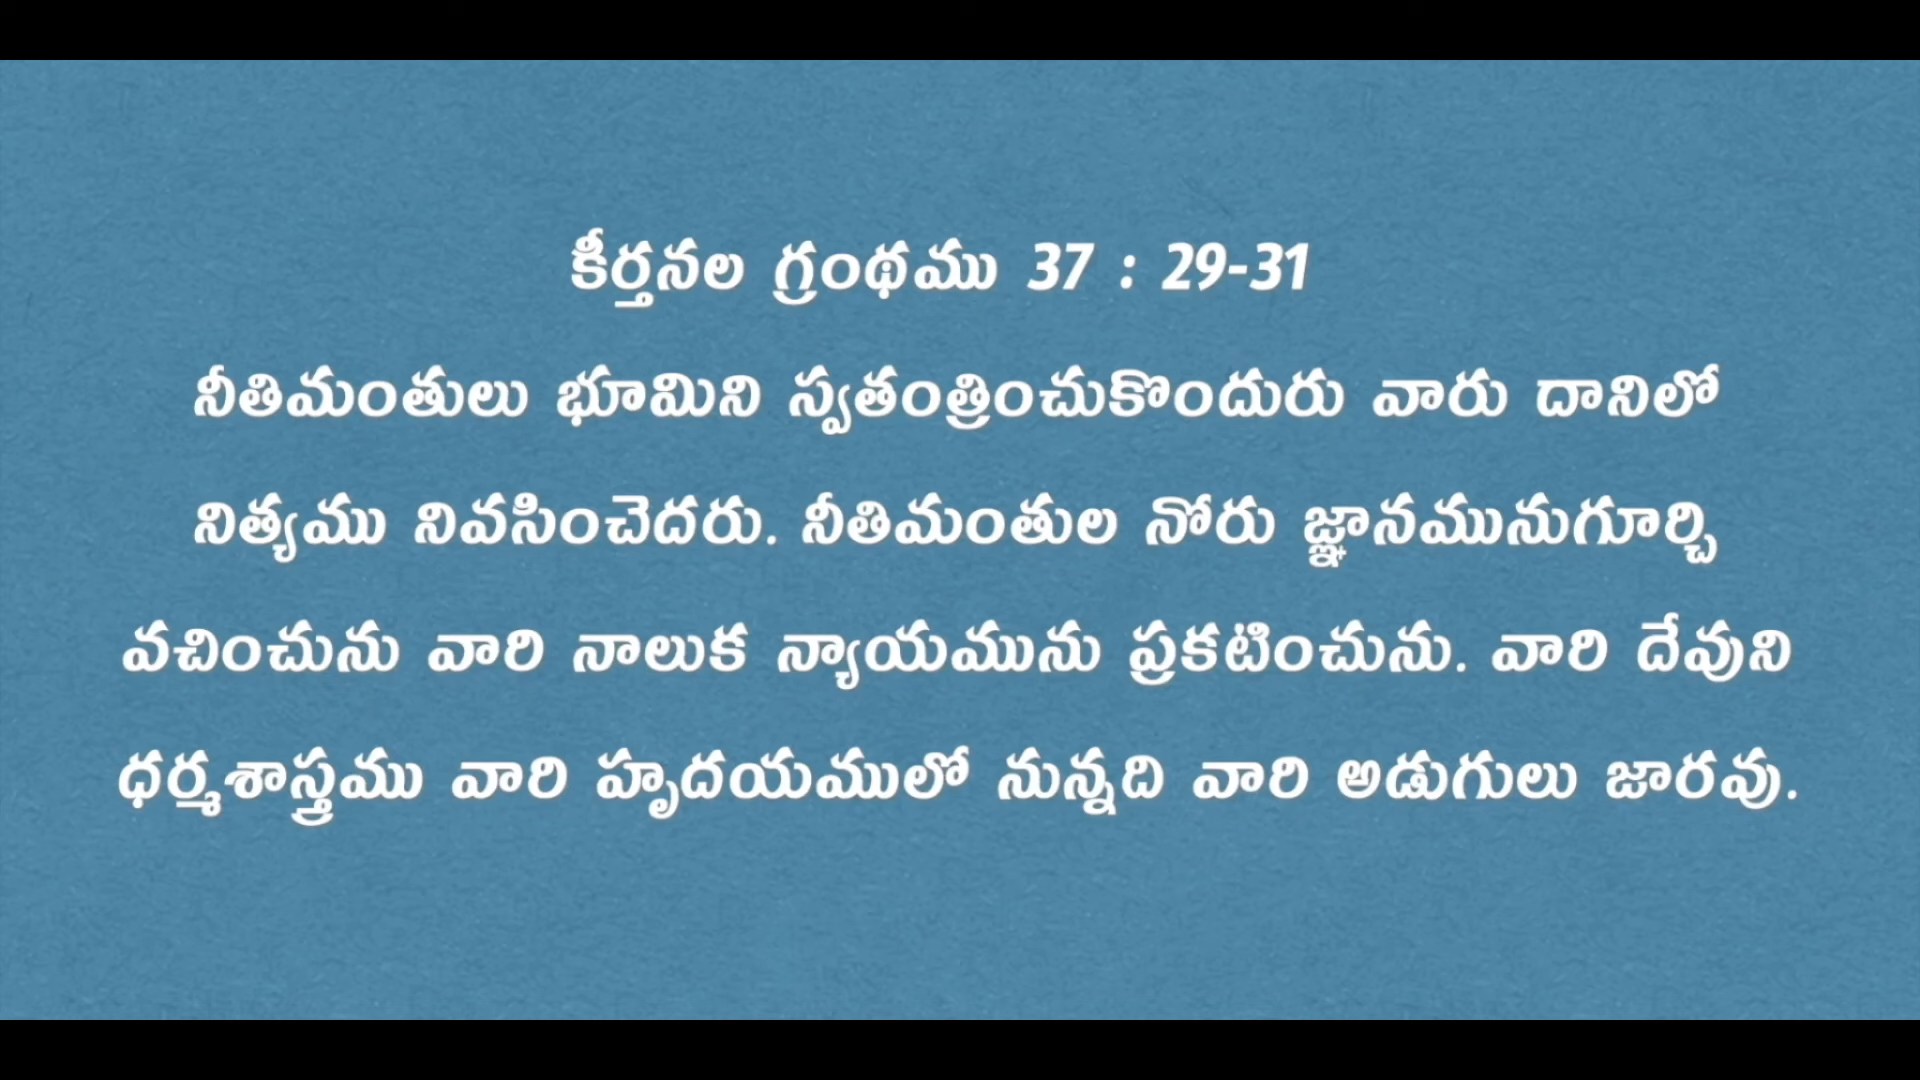 కీర్తనల గ్రంథము 37 : 29-31
నీతిమంతులు భూమిని స్వతంత్రించుకొందురు వారు దానిలో
నిత్యము నివసించెదరు. నీతిమంతుల నోరు జ్ఞానమునుగూర్చి
వచించును వారి నాలుక న్యాయమును ప్రకటించును. వారి దేవుని
ధర్మశాస్త్రము వారి హృదయములో నున్నది వారి అడుగులు జారవు.